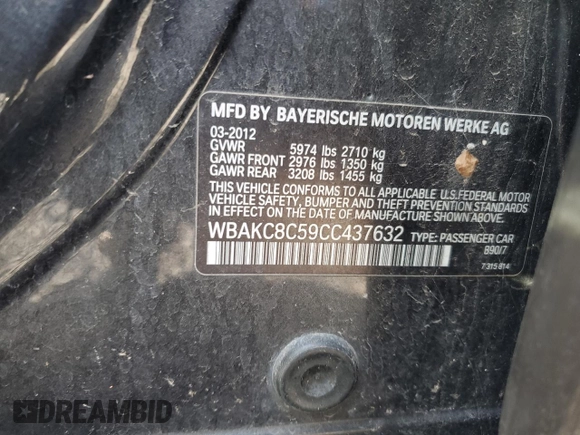 MFD BY BAYERISCHE MOTOREN WERKE AG
03-2012
GVWR 5974 lbs 2710 kg
GAWR FRONT 2976 lbs 1350 kg
GAWR REAR 3208 lbs 1455 kg
THIS VEHICLE CONFORMS TO ALL APPLICABLE U.S.FEDERAL MOTOR
VEHICLE SAFETY, BUMPER AND THEFT PREVENTION STANDARDS
IN EFFECT ON THE DATE OF MANUFACTURE SHOWN ABOVE.
WBAKC8C59CC437632 TYPE: PASSENGER CAR
890/7
7 315 814
DREAMBID